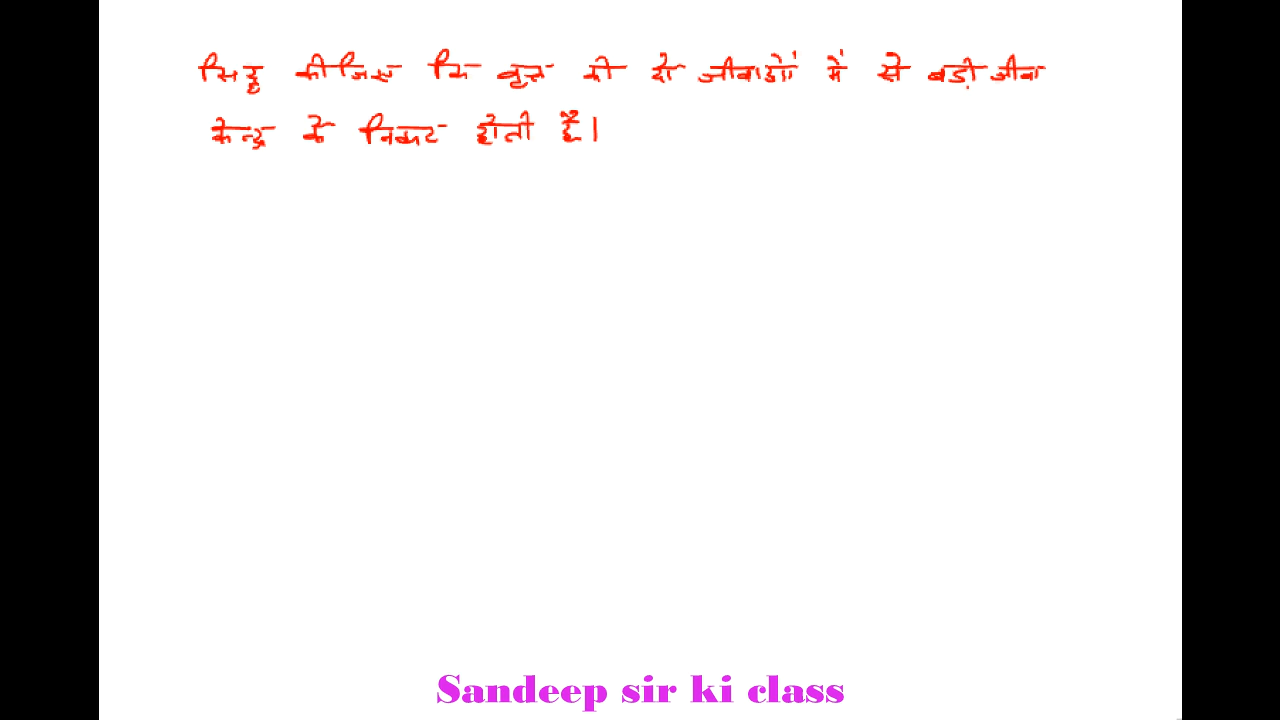 सिद्ध कीजिए कि वृत्त की दो जीवाओं में से बड़ी जीवा
केन्द्र के निकट होती है।
Sandeep sir ki class